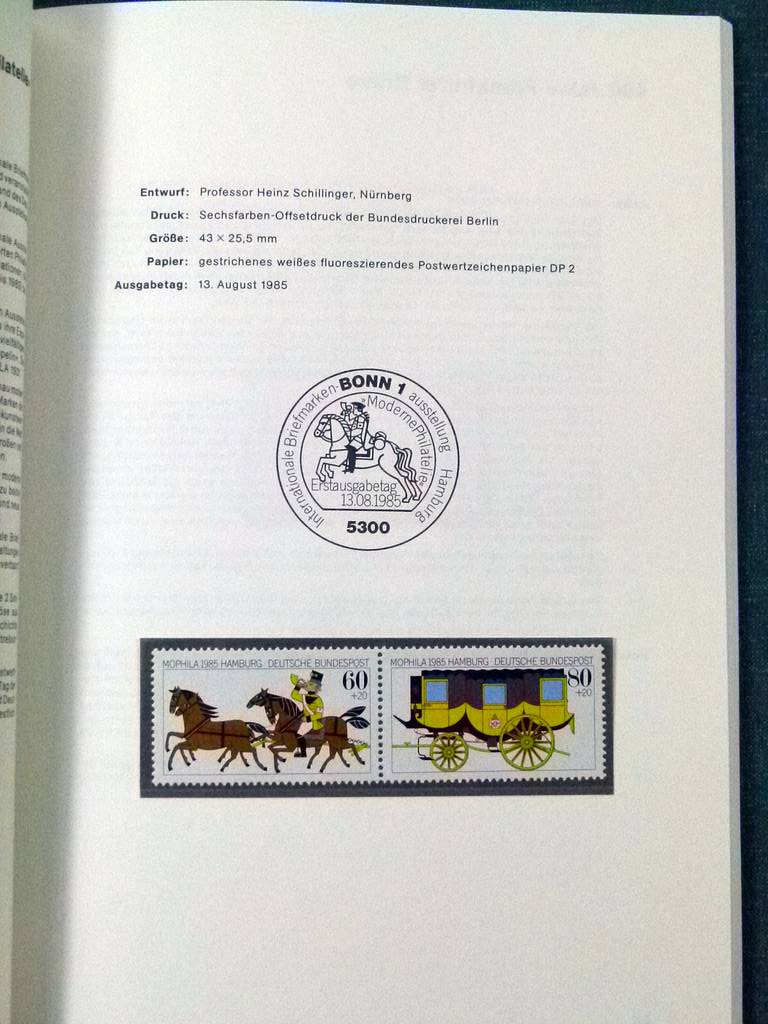 Entwurf: Professor Heinz Schillinger, Nürnberg
Druck: Sechsfarben-Offsetdruck der Bundesdruckerei Berlin
Größe: 43 × 25,5 mm
Papier: gestrichenes weißes fluoreszierendes Postwertzeichenpapier DP 2
Ausgabetag: 13. August 1985
BONN 1
Internationale Briefmarken-ausstellung Hamburg
»Moderne Philatelie«
Erstausgabetag
13.08.1985
5300
MOPHILA 1985 HAMBURG · DEUTSCHE BUNDESPOST
60
+20
MOPHILA 1985 HAMBURG · DEUTSCHE BUNDESPOST
80
+20